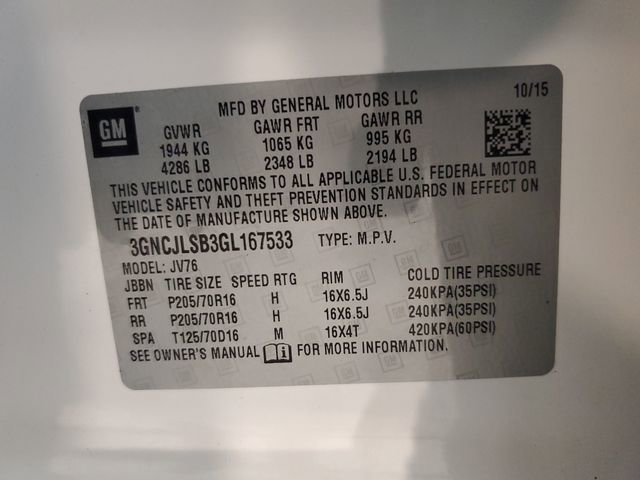 MFD BY GENERAL MOTORS LLC 10/15
GM
GVWR GAWR FRT GAWR RR
1944 KG 1065 KG 995 KG
4286 LB 2348 LB 2194 LB
THIS VEHICLE CONFORMS TO ALL APPLICABLE U.S. FEDERAL MOTOR
VEHICLE SAFETY AND THEFT PREVENTION STANDARDS IN EFFECT ON
THE DATE OF MANUFACTURE SHOWN ABOVE.
3GNCJLSB3GL167533 TYPE: M.P.V.
MODEL: JV76
JBBN TIRE SIZE SPEED RTG RIM COLD TIRE PRESSURE
FRT P205/70R16 H 16X6.5J 240KPA(35PSI)
RR P205/70R16 H 16X6.5J 240KPA(35PSI)
SPA T125/70D16 M 16X4T 420KPA(60PSI)
SEE OWNER'S MANUAL FOR MORE INFORMATION.